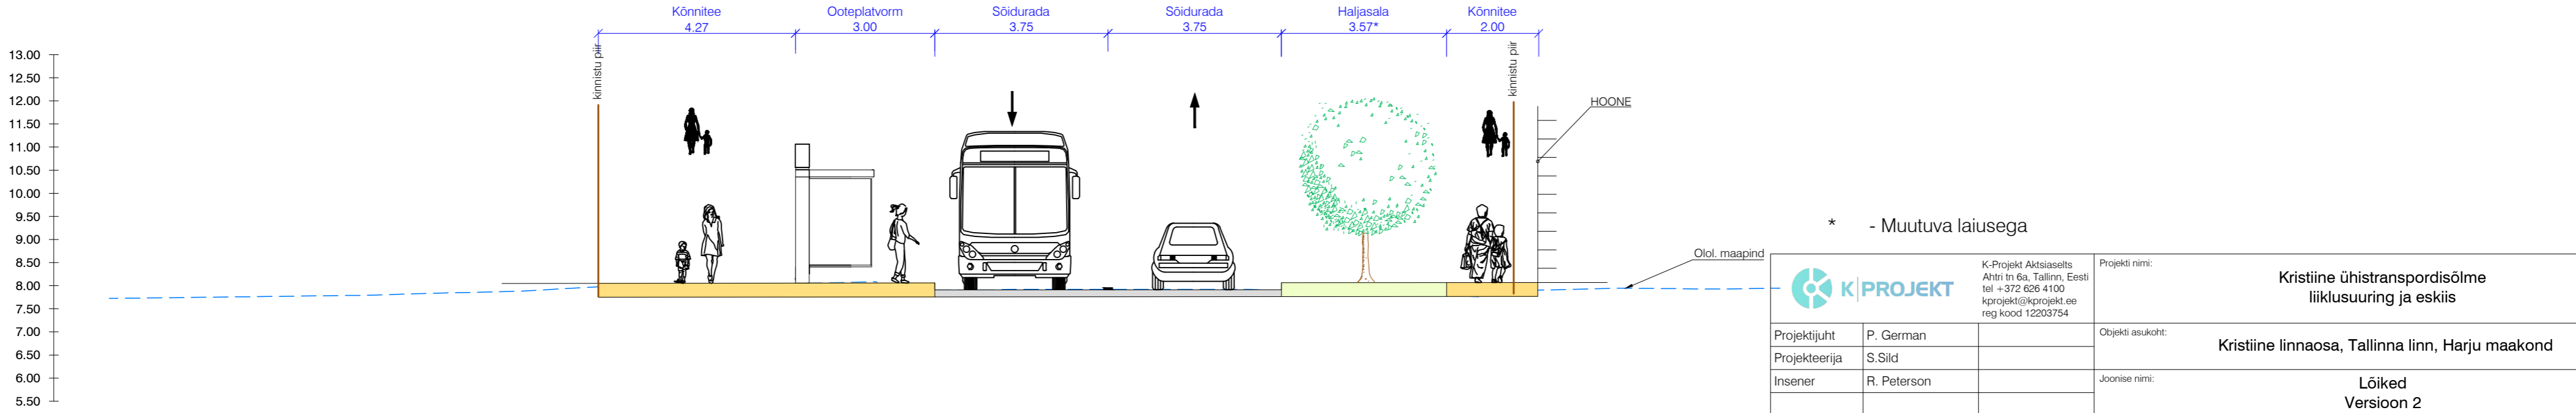 Kõnnitee
4.27
Ooteplatvorm
3.00
Sõidurada
3.75
Sõidurada
3.75
Haljasala
3.57*
Kõnnitee
2.00
13.00
12.50
12.00
11.50
11.00
10.50
10.00
9.50
9.00
8.50
8.00
7.50
7.00
6.50
6.00
5.50
kinnistu piir
kinnistu piir
HOONE
Olol. maapind
* - Muutuva laiusega
K|PROJEKT
K-Projekt Aktsiaselts
Ahtri tn 6a, Tallinn, Eesti
tel +372 626 4100
kprojekt@kprojekt.ee
reg kood 12203754
Projekti nimi:
Kristiine ühistranspordisõlme
liiklusuuring ja eskiis
Projektijuht P. German
Projekteerija S.Sild
Insener R. Peterson
Objekti asukoht:
Kristiine linnaosa, Tallinna linn, Harju maakond
Joonise nimi:
Lõiked
Versioon 2